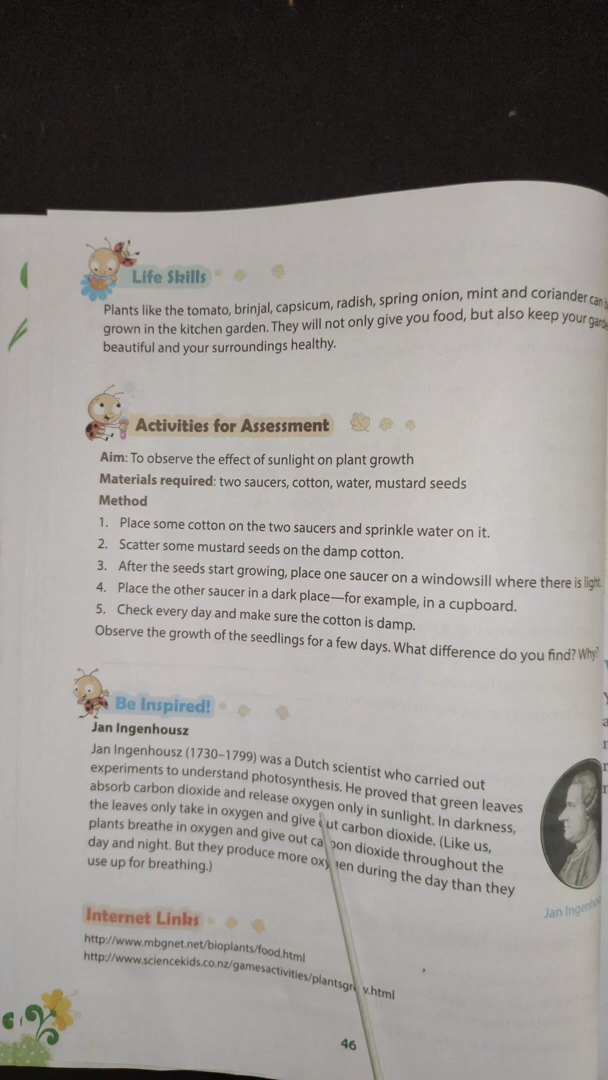 Life Skills
Plants like the tomato, brinjal, capsicum, radish, spring onion, mint and coriander can
grown in the kitchen garden. They will not only give you food, but also keep your
beautiful and your surroundings healthy.
Activities for Assessment
Aim: To observe the effect of sunlight on plant growth
Materials required: two saucers, cotton, water, mustard seeds
Method
1. Place some cotton on the two saucers and sprinkle water on it.
2. Scatter some mustard seeds on the damp cotton.
3. After the seeds start growing, place one saucer on a windowsill where there is light.
4. Place the other saucer in a dark place—for example, in a cupboard.
5. Check every day and make sure the cotton is damp.
Observe the growth of the seedlings for a few days. What difference do you find? Why?
Be Inspired!
Jan Ingenhousz
Jan Ingenhousz (1730–1799) was a Dutch scientist who carried out
experiments to understand photosynthesis. He proved that green leaves
absorb carbon dioxide and release oxygen only in sunlight. In darkness,
the leaves only take in oxygen and give out carbon dioxide. (Like us,
plants breathe in oxygen and give out carbon dioxide throughout the
day and night. But they produce more oxygen during the day than they
use up for breathing.)
Jan
Internet Links
http://www.mbgnet.net/bioplants/food.html
http://www.sciencekids.co.nz/gamesactivities/plantsgrow.html
46